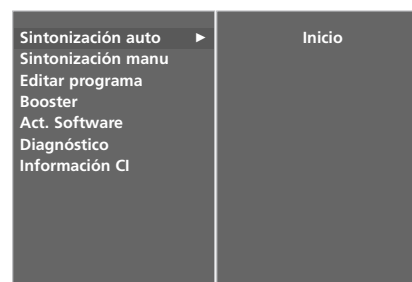 Sintonización auto ► Inicio
Sintonización manu
Editar programa
Booster
Act. Software
Diagnóstico
Información CI